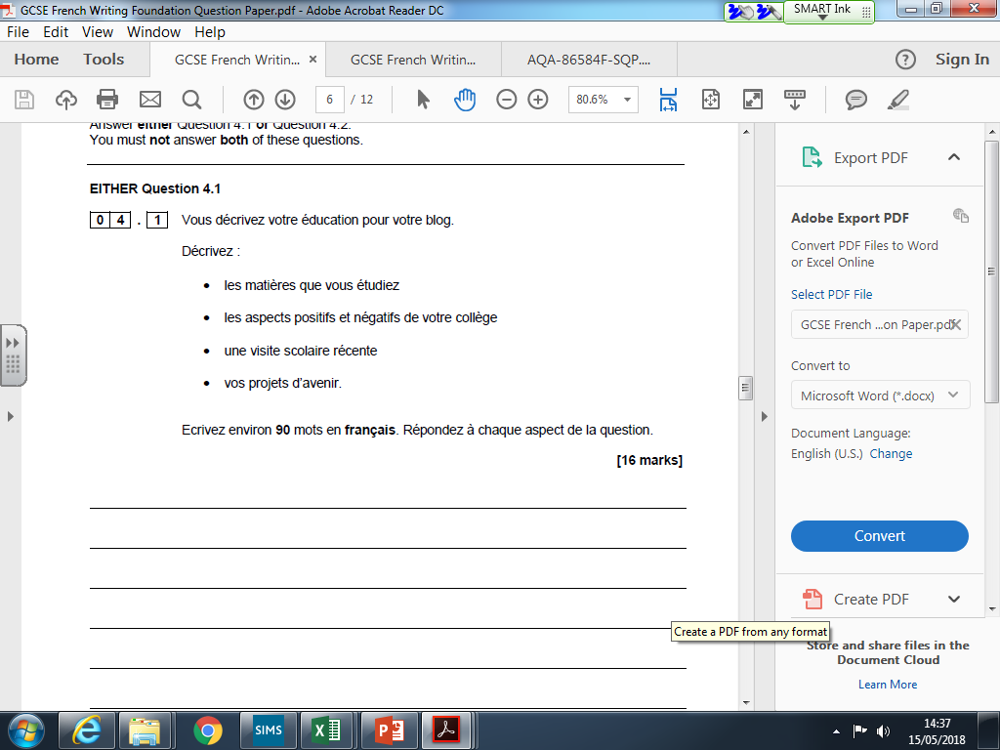 GCSE French Writing Foundation Question Paper.pdf - Adobe Acrobat Reader DC
SMART Ink
File Edit View Window Help
Home Tools GCSE French Writin... × GCSE French Writin... AQA-86584F-SQP.... ? Sign In
6 / 12 80.6%
Answer either Question 4.1 or Question 4.2.
You must not answer both of these questions.
EITHER Question 4.1
0 4 . 1 Vous décrivez votre éducation pour votre blog.
Décrivez :
• les matières que vous étudiez
• les aspects positifs et négatifs de votre collège
• une visite scolaire récente
• vos projets d'avenir.
Ecrivez environ 90 mots en français. Répondez à chaque aspect de la question.
[16 marks]
Export PDF
Adobe Export PDF
Convert PDF Files to Word
or Excel Online
Select PDF File
GCSE French ...on Paper.pdf
Convert to
Microsoft Word (*.docx)
Document Language:
English (U.S.) Change
Convert
Create PDF
Create a PDF from any format
Store and share files in the
Document Cloud
Learn More
SIMS
14:37
15/05/2018